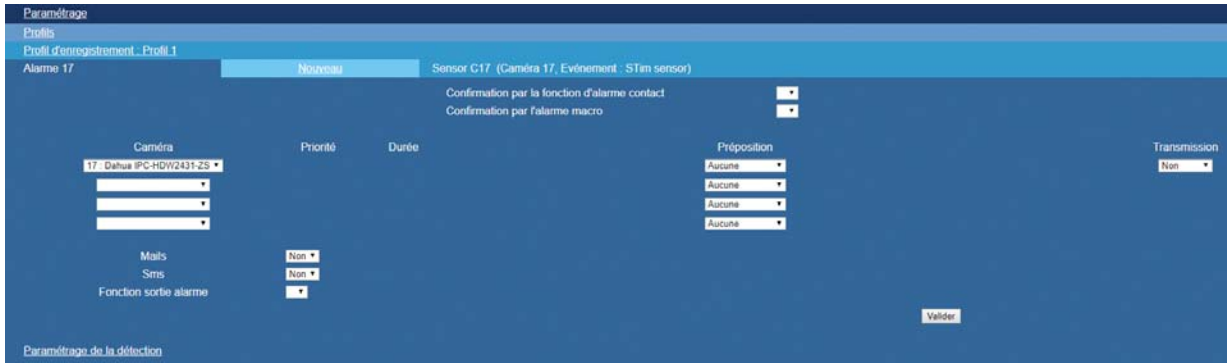 Paramétrage
Profils
Profil d'enregistrement : Profil 1
Alarme 17 Nouveau Sensor C17 (Caméra 17, Evénement : STim sensor)
Confirmation par la fonction d'alarme contact
Confirmation par l'alarme macro
Caméra Priorité Durée Préposition Transmission
17 : Dahua IPC-HDW2431-ZS Aucune Non
Aucune
Aucune
Aucune
Mails Non
Sms Non
Fonction sortie alarme
Valider
Paramétrage de la détection